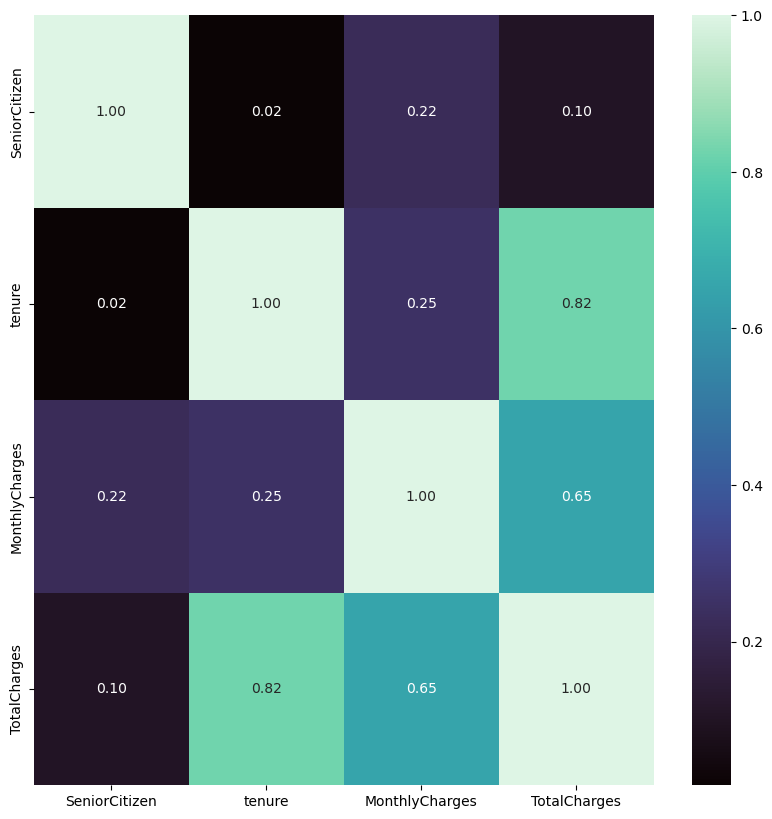 SeniorCitizen 1.00 0.02 0.22 0.10
tenure 0.02 1.00 0.25 0.82
MonthlyCharges 0.22 0.25 1.00 0.65
TotalCharges 0.10 0.82 0.65 1.00
SeniorCitizen tenure MonthlyCharges TotalCharges
1.0
0.8
0.6
0.4
0.2